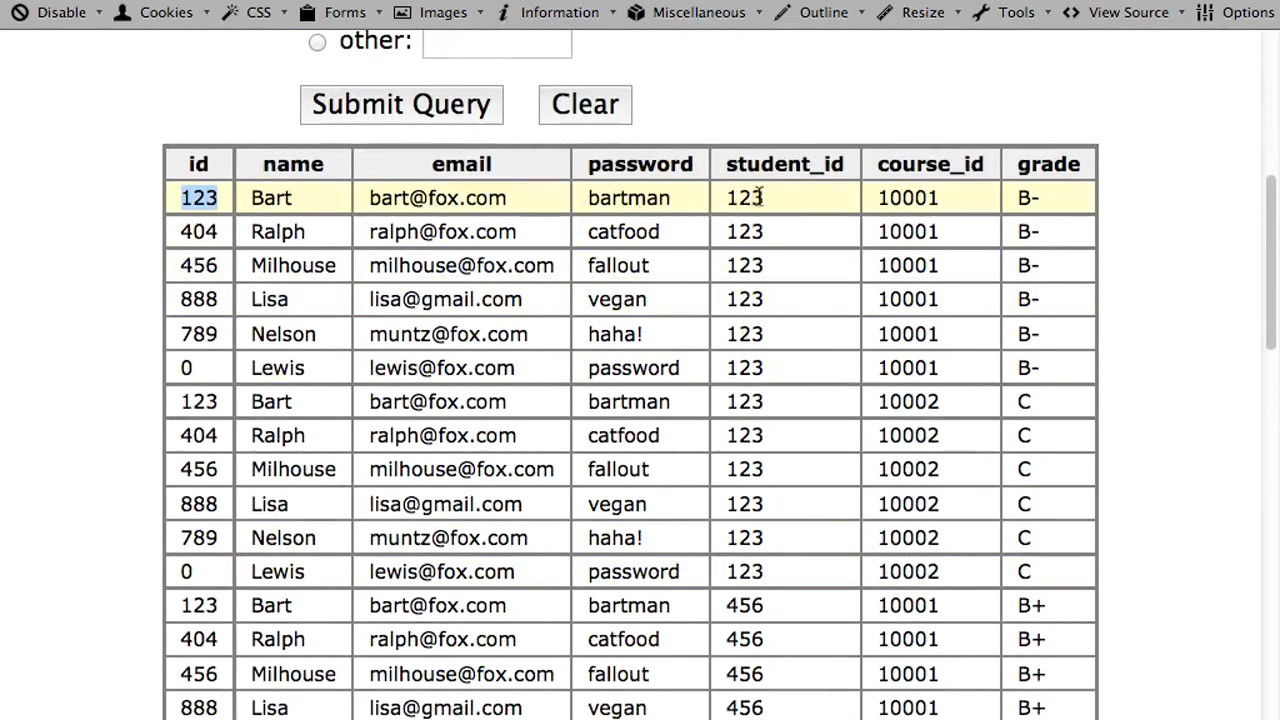 Disable Cookies CSS Forms Images Information Miscellaneous Outline Resize Tools View Source Options
other:
Submit Query Clear
id name email password student_id course_id grade
123 Bart bart@fox.com bartman 123 10001 B-
404 Ralph ralph@fox.com catfood 123 10001 B-
456 Milhouse milhouse@fox.com fallout 123 10001 B-
888 Lisa lisa@gmail.com vegan 123 10001 B-
789 Nelson muntz@fox.com haha! 123 10001 B-
0 Lewis lewis@fox.com password 123 10001 B-
123 Bart bart@fox.com bartman 123 10002 C
404 Ralph ralph@fox.com catfood 123 10002 C
456 Milhouse milhouse@fox.com fallout 123 10002 C
888 Lisa lisa@gmail.com vegan 123 10002 C
789 Nelson muntz@fox.com haha! 123 10002 C
0 Lewis lewis@fox.com password 123 10002 C
123 Bart bart@fox.com bartman 456 10001 B+
404 Ralph ralph@fox.com catfood 456 10001 B+
456 Milhouse milhouse@fox.com fallout 456 10001 B+
888 Lisa lisa@gmail.com vegan 456 10001 B+